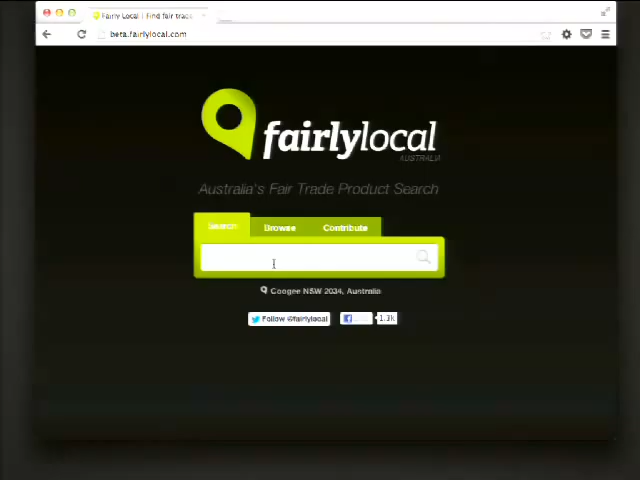 Fairly Local | Find fair trade
beta.fairlylocal.com
fairlylocal
AUSTRALIA
Australia's Fair Trade Product Search
Search Browse Contribute
Coogee NSW 2034, Australia
Follow @fairlylocal 1.3k